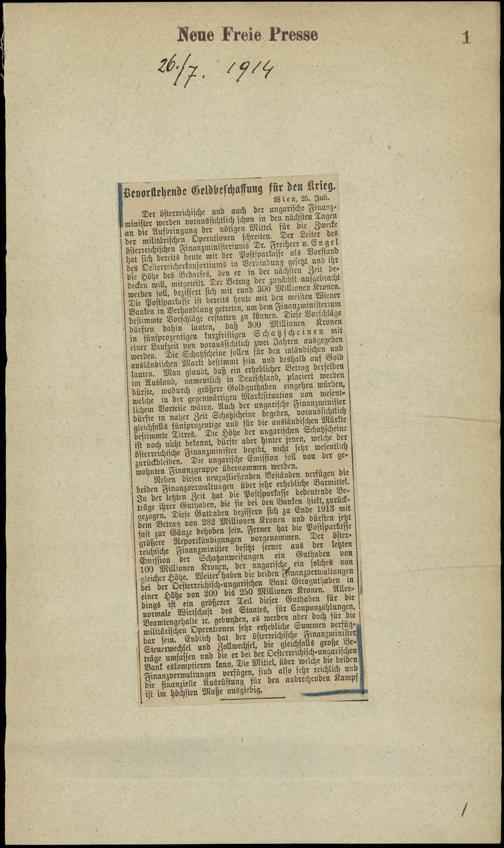 Neue Freie Presse
1
26./7. 1914
Bevorstehende Geldbeschaffung für den Krieg.
Wien, 25. Juli.
Der österreichische und auch der ungarische Finanz-
minister werden voraussichtlich schon in den nächsten Tagen
an die Aufbringung der nötigen Mittel für die Zwecke
der militärischen Operationen schreiten. Der Leiter des
österreichischen Finanzministeriums Dr. Freiherr v. Engel
hat sich bereits heute mit der Postsparkasse als Vorstand
des Oesterreicherkonsortiums in Verbindung gesetzt und ihr
die Höhe des Bedarfes, den er in der nächsten Zeit be-
decken will, mitgeteilt. Der Betrag der zunächst aufgebracht
werden soll, beziffert sich mit rund 300 Millionen Kronen.
Die Postsparkasse ist bereits heute mit den meisten Wiener
Banken in Verhandlung getreten, um dem Finanzministerium
bestimmte Vorschläge erstatten zu können. Diese Vorschläge
dürften dahin lauten, daß 300 Millionen Kronen
in fünfprozentigen kurzfristigen Schatzscheinen mit
einer Laufzeit von voraussichtlich zwei Jahren ausgegeben
werden. Die Schatzscheine sollen für den inländischen und
ausländischen Markt bestimmt sein und deshalb auf Gold
lauten. Man glaubt, daß ein erheblicher Betrag derselben
im Ausland, namentlich in Deutschland, placiert werden
dürfte, wodurch größere Goldguthaben eingehen würden,
welche in der gegenwärtigen Marktsituation von wesent-
lichem Vorteile wären. Auch der ungarische Finanzminister
dürfte in naher Zeit Schatzscheine begeben, voraussichtlich
gleichfalls fünfprozentige und für die ausländischen Märkte
bestimmte Titres. Die Höhe der ungarischen Schatzscheine
ist noch nicht bekannt, dürfte aber hinter jenen, welche der
österreichische Finanzminister begibt, nicht sehr wesentlich
zurückbleiben. Die ungarische Emission soll von der ge-
wohnten Finanzgruppe übernommen werden.
Neben diesen neuzufließenden Beständen verfügen die
beiden Finanzverwaltungen über sehr erhebliche Barmittel.
In der letzten Zeit hat die Postsparkasse bedeutende Be-
träge ihrer Guthaben, die sie bei den Banken hielt, zurück-
gezogen. Diese Guthaben beziffern sich zu Ende 1913 mit
dem Betrag von 282 Millionen Kronen und dürften jetzt
fast zur Gänze behoben sein. Ferner hat die Postsparkasse
größere Reportkündigungen vorgenommen. Der öster-
reichische Finanzminister besitzt ferner aus der letzten
Emission der Schatzanweisungen ein Guthaben von
100 Millionen Kronen, der ungarische ein solches von
gleicher Höhe. Weiter haben die beiden Finanzverwaltungen
bei der Oesterreichisch-ungarischen Bank Giroguthaben in
einer Höhe von 200 bis 250 Millionen Kronen. Aller-
dings ist ein größerer Teil dieser Guthaben für die
normale Wirtschaft des Staates, für Couponzahlungen,
Beamtengehalte ec. gebunden, es werden aber doch für die
militärischen Operationen sehr erhebliche Summen verfüg-
bar sein. Endlich hat der österreichische Finanzminister
Steuerwechsel und Zollwechsel, die gleichfalls große Be-
träge umfassen und die er bei der Oesterreichisch-ungarischen
Bank eskomptieren kann. Die Mittel, über welche die beiden
Finanzverwaltungen verfügen, sind also sehr reichlich und
die finanzielle Ausrüstung für den anbrechenden Kampf
ist im höchsten Maße ausgiebig.